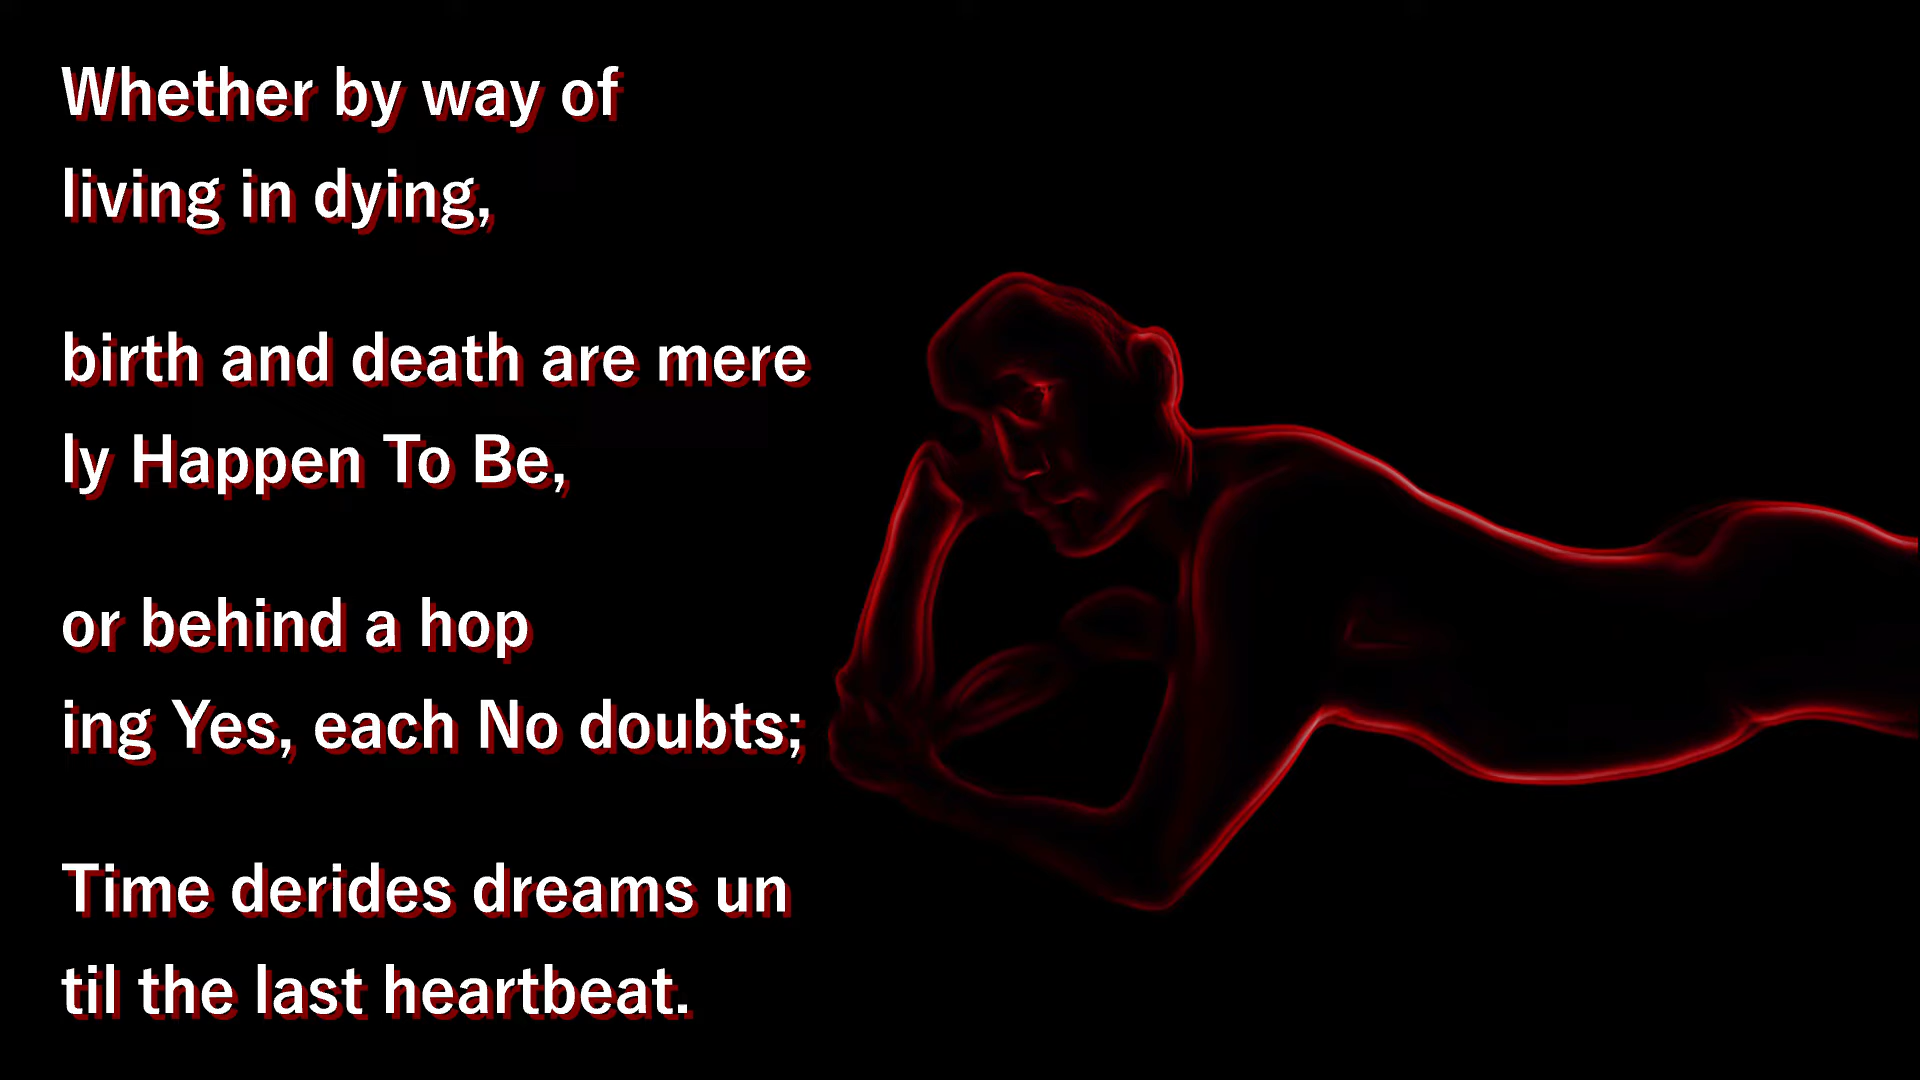 Whether by way of
living in dying,
birth and death are mere
ly Happen To Be,
or behind a hop
ing Yes, each No doubts;
Time derides dreams un
til the last heartbeat.